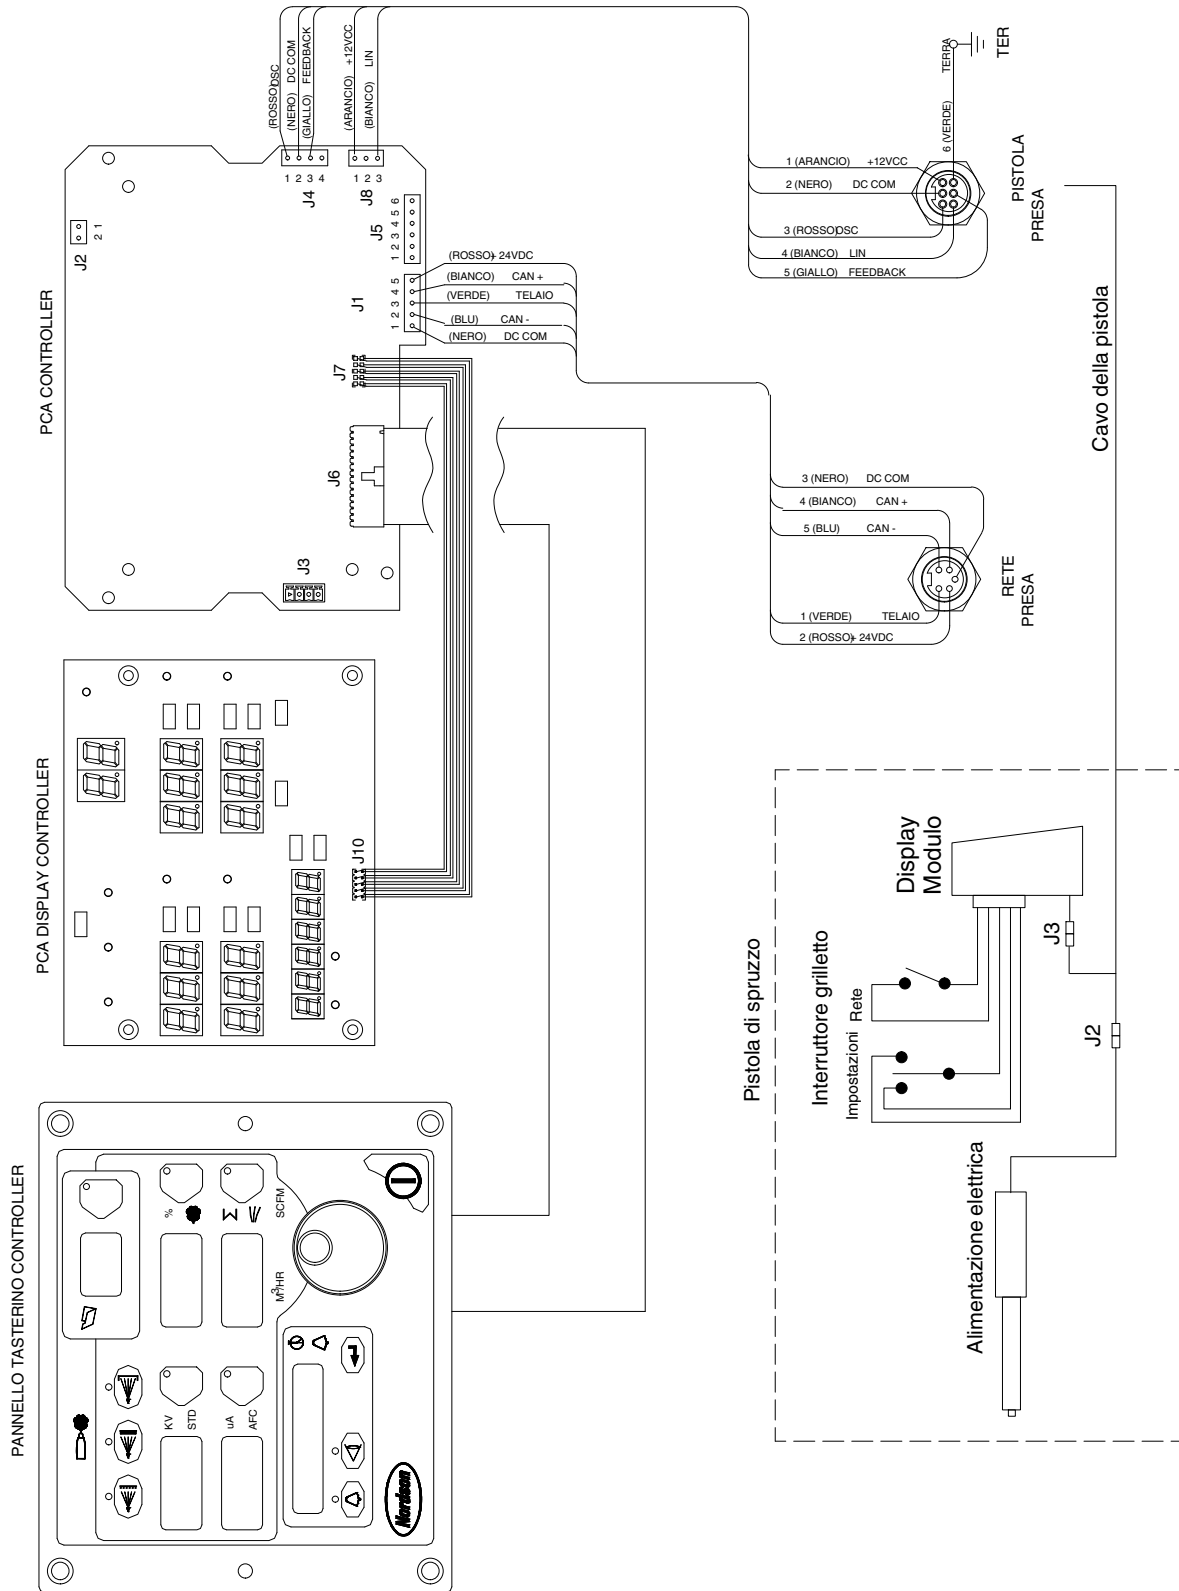 PCA CONTROLLER
J2
2 1
J4
1 2 3 4
J8
1 2 3
J5
1 2 3 4 5 6
J1
1 2 3 4 5
J7
J6
J3
(ROSSO)OSC
(NERO) DC COM
(GIALLO) FEEDBACK
(ARANCIO) +12VCC
(BIANCO) LIN
(ROSSO)+ 24VDC
(BIANCO) CAN +
(VERDE) TELAIO
(BLU) CAN -
(NERO) DC COM
1 (ARANCIO) +12VCC
2 (NERO) DC COM
3 (ROSSO)OSC
4 (BIANCO) LIN
5 (GIALLO) FEEDBACK
6 (VERDE) TERRA
TER
PISTOLA
PRESA
Cavo della pistola
3 (NERO) DC COM
4 (BIANCO) CAN +
5 (BLU) CAN -
1 (VERDE) TELAIO
2 (ROSSO)+ 24VDC
RETE
PRESA
PCA DISPLAY CONTROLLER
J10
PANNELLO TASTERINO CONTROLLER
%
SCFM
M3/HR
KV
STD
uA
AFC
Nordson
Pistola di spruzzo
Interruttore grilletto
Impostazioni
Rete
Display
Modulo
J3
J2
Alimentazione elettrica